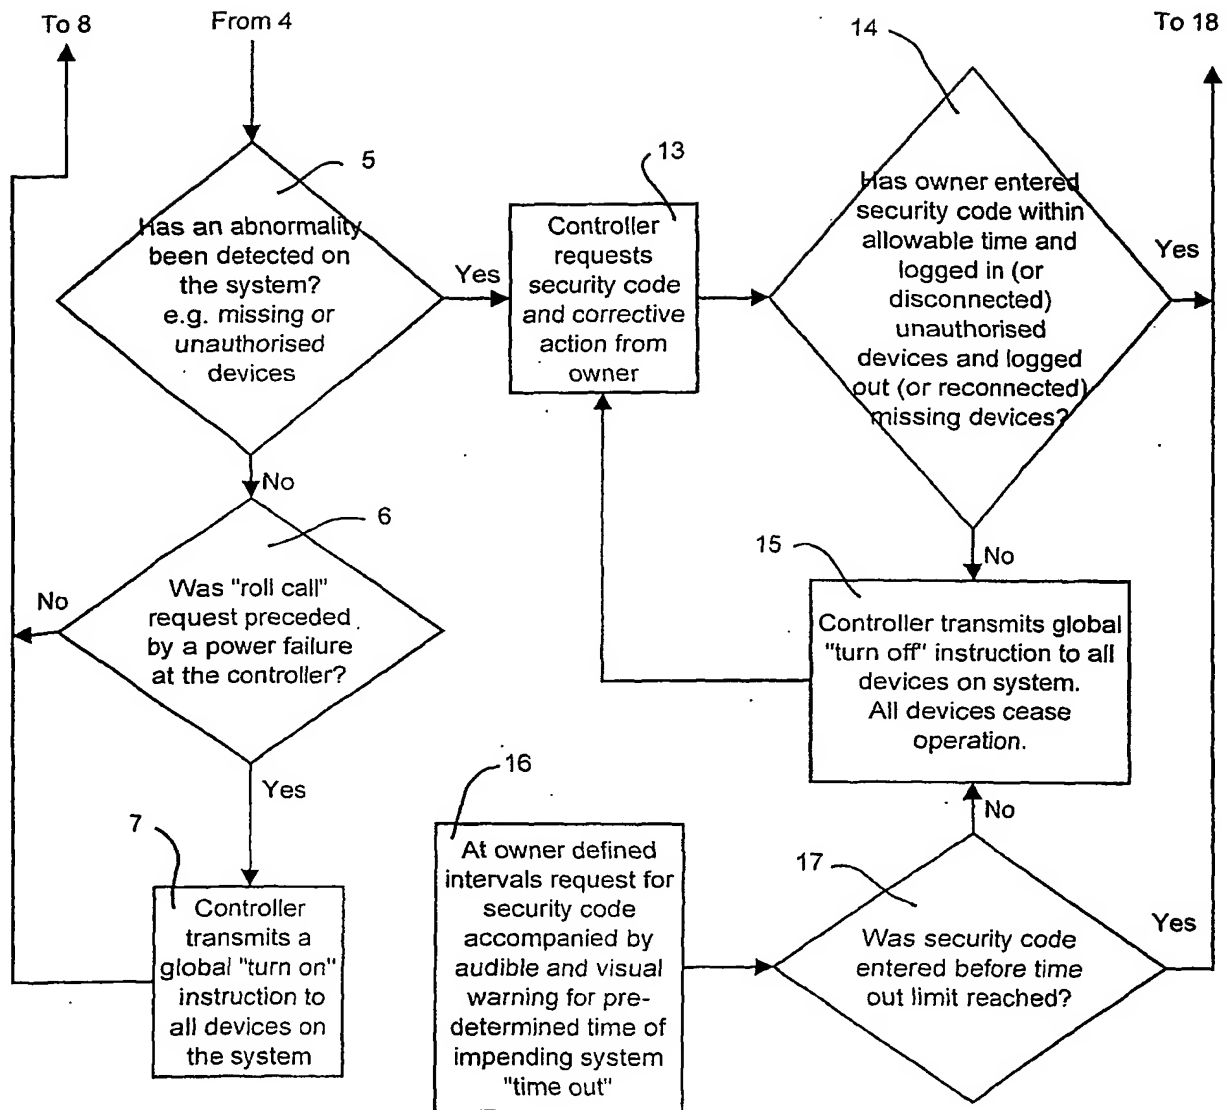 To 8
From 4
14
To 18
5
Has an abnormality
been detected on
the system?
e.g. missing or
unauthorised
devices
Yes
13
Controller
requests
security code
and corrective
action from
owner
Has owner entered
security code within
allowable time and
logged in (or
disconnected)
unauthorised
devices and logged
out (or reconnected)
missing devices?
Yes
No
6
Was "roll call"
request preceded
by a power failure
at the controller?
No
Yes
No
15
Controller transmits global
"turn off" instruction to all
devices on system.
All devices cease
operation.
7
Controller
transmits a
global "turn on"
instruction to
all devices on
the system
16
At owner defined
intervals request for
security code
accompanied by
audible and visual
warning for pre-
determined time of
impending system
"time out"
No
17
Was security code
entered before time
out limit reached?
Yes